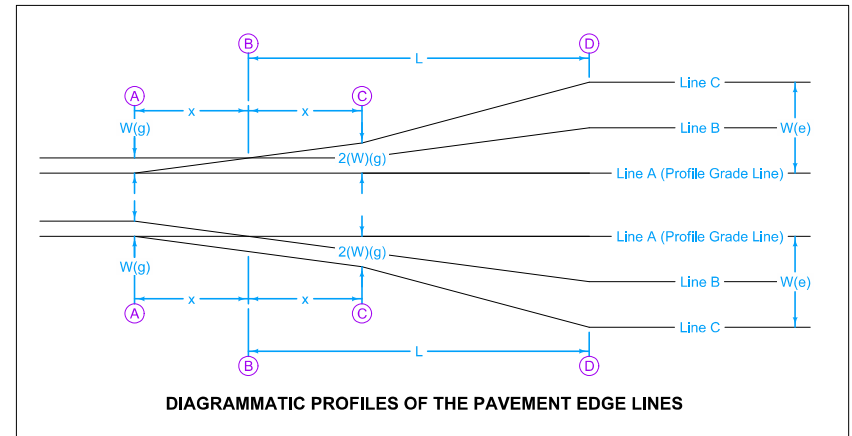 B
D
L
Line C
A
C
x
x
W(g)
Line B
W(e)
2(W)(g)
Line A (Profile Grade Line)
Line A (Profile Grade Line)
2(W)(g)
W(g)
Line B
W(e)
x
x
A
C
Line C
L
B
D
DIAGRAMMATIC PROFILES OF THE PAVEMENT EDGE LINES